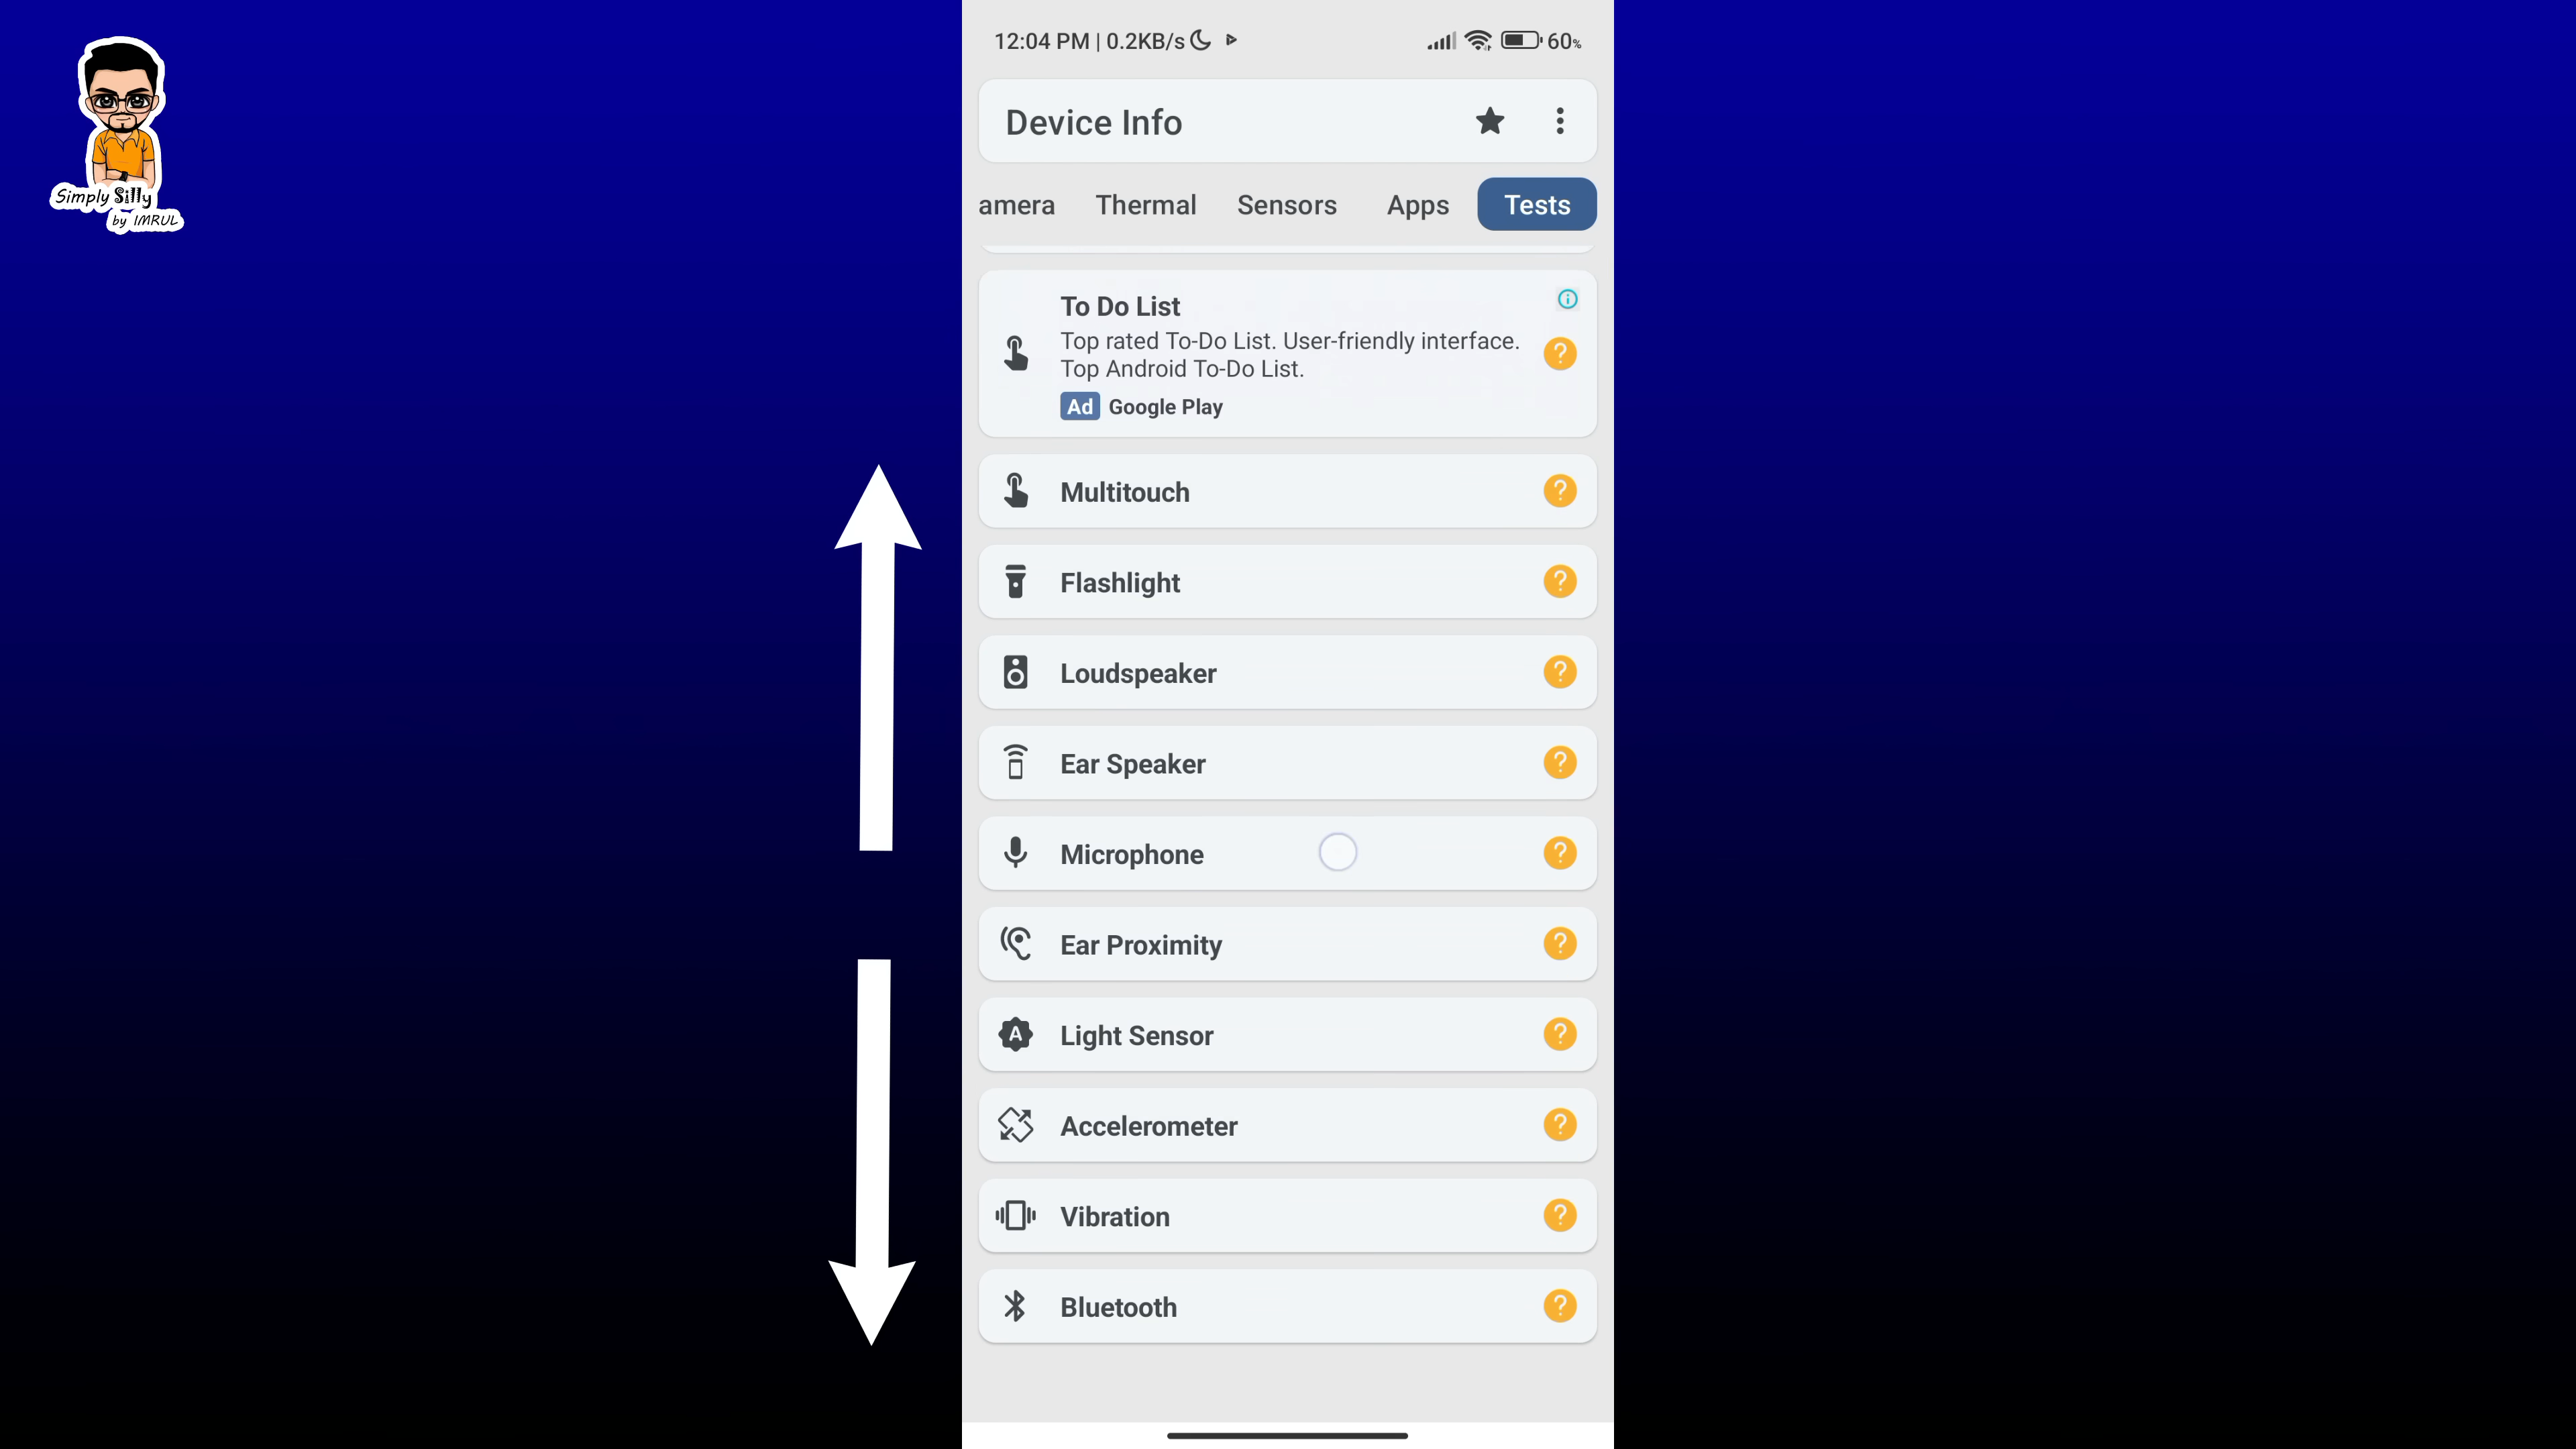 Simply Silly
by IMRUL
12:04 PM | 0.2KB/s
60%
Device Info
amera Thermal Sensors Apps Tests
To Do List
Top rated To-Do List. User-friendly interface.
Top Android To-Do List.
Ad Google Play
Multitouch
Flashlight
Loudspeaker
Ear Speaker
Microphone
Ear Proximity
Light Sensor
Accelerometer
Vibration
Bluetooth